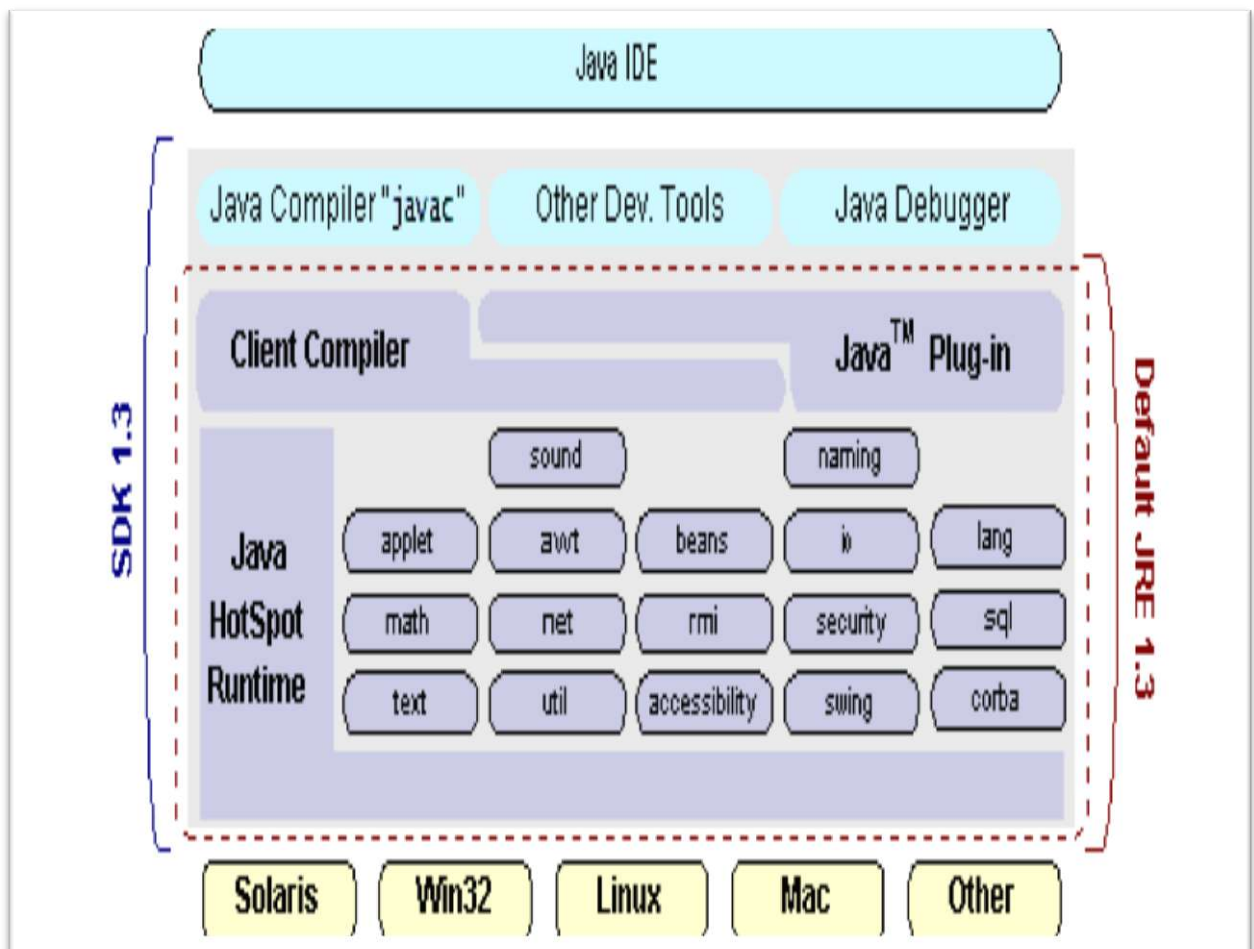 Java IDE
Java Compiler "javac"
Other Dev. Tools
Java Debugger
SDK 1.3
Default JRE 1.3
Client Compiler
Java™ Plug-in
Java
HotSpot
Runtime
sound
naming
applet
awt
beans
io
lang
math
net
rmi
security
sql
text
util
accessibility
swing
corba
Solaris
Win32
Linux
Mac
Other